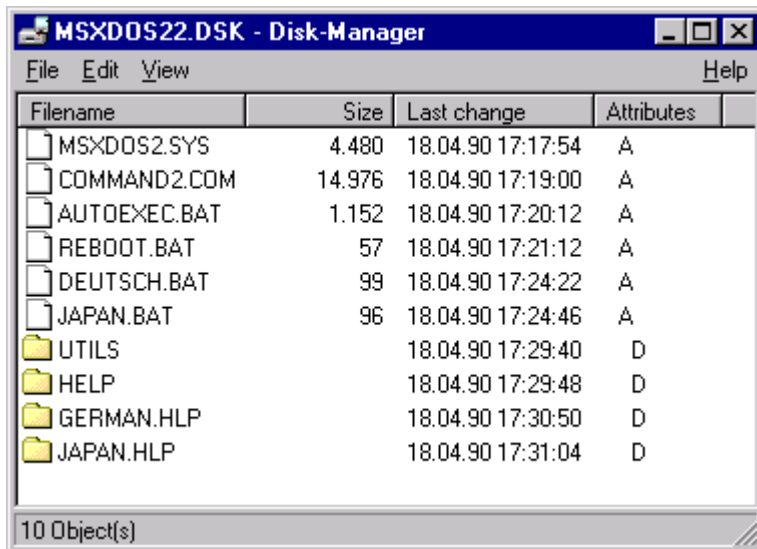 MSXDOS22.DSK - Disk-Manager
File Edit View Help
Filename Size Last change Attributes
MSXDOS2.SYS 4.480 18.04.90 17:17:54 A
COMMAND2.COM 14.976 18.04.90 17:19:00 A
AUTOEXEC.BAT 1.152 18.04.90 17:20:12 A
REBOOT.BAT 57 18.04.90 17:21:12 A
DEUTSCH.BAT 99 18.04.90 17:24:22 A
JAPAN.BAT 96 18.04.90 17:24:46 A
UTILS 18.04.90 17:29:40 D
HELP 18.04.90 17:29:48 D
GERMAN.HLP 18.04.90 17:30:50 D
JAPAN.HLP 18.04.90 17:31:04 D
10 Object(s)